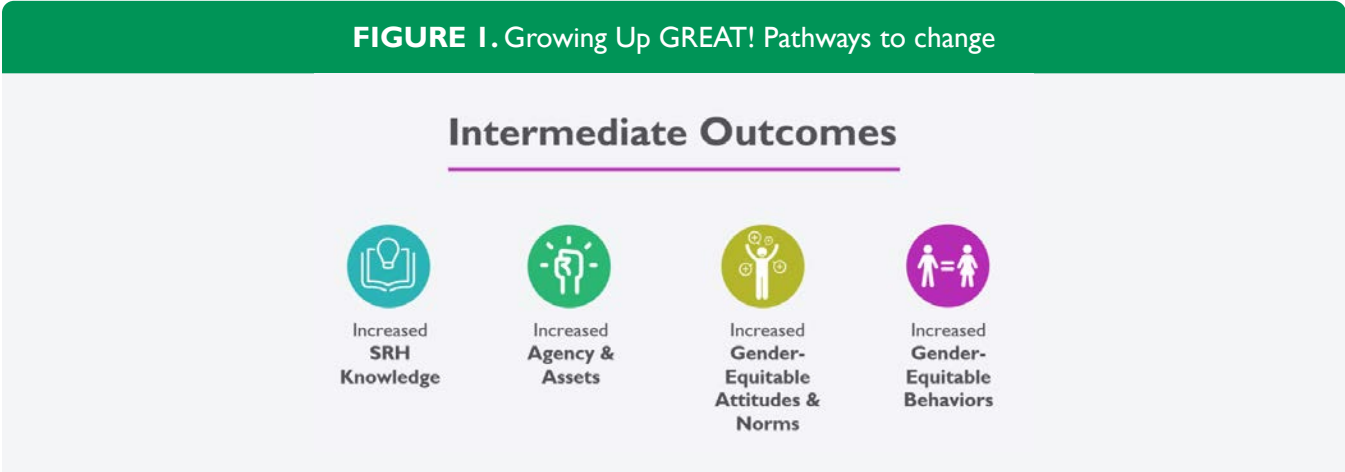 FIGURE 1. Growing Up GREAT! Pathways to change
Intermediate Outcomes
Increased
SRH
Knowledge
Increased
Agency &
Assets
Increased
Gender-
Equitable
Attitudes &
Norms
Increased
Gender-
Equitable
Behaviors